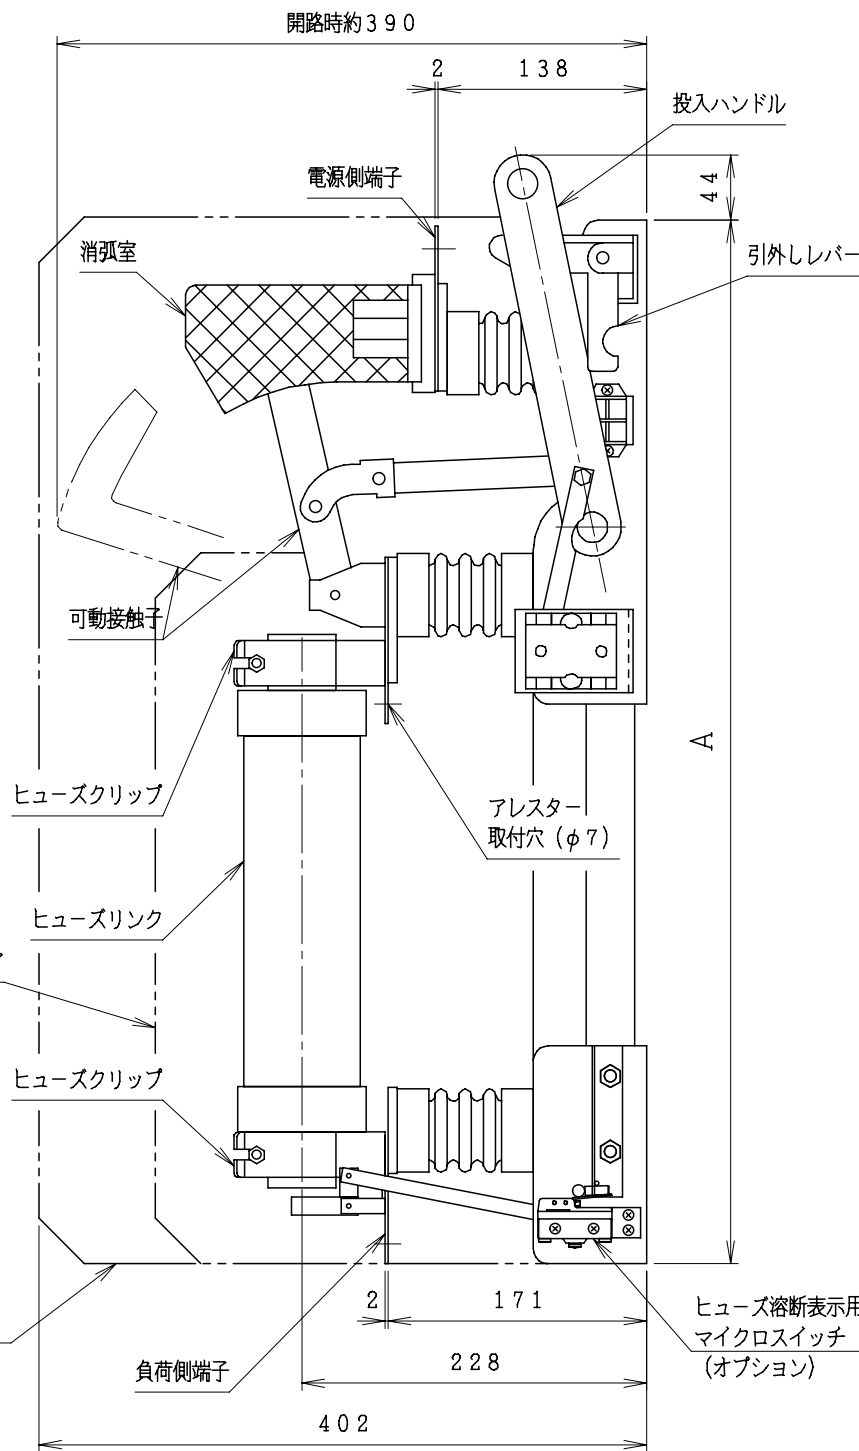 開路時約３９０
２
１３８
投入ハンドル
４４
電源側端子
消弧室
引外しレバー
可動接触子
A
ヒューズクリップ
アレスター
取付穴（φ７）
ヒューズリンク
ヒューズクリップ
２
１７１
ヒューズ溶断表示用
マイクロスイッチ
（オプション）
２２８
負荷側端子
４０２